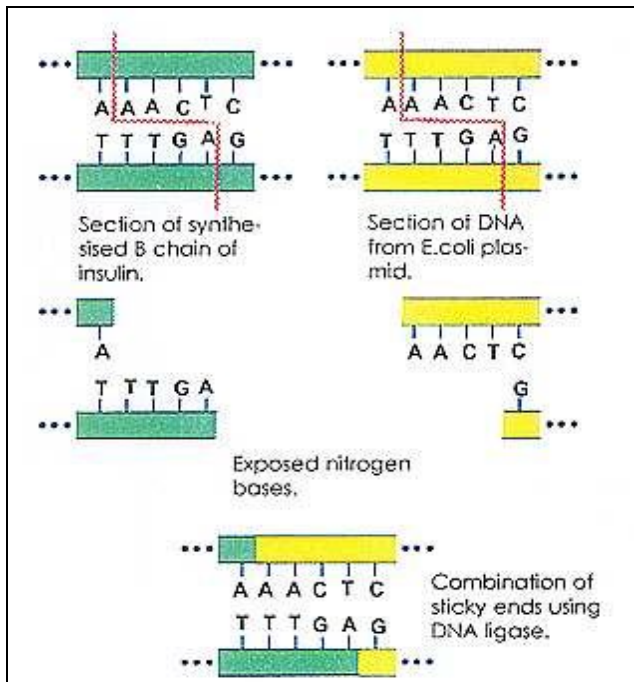 A A A C T C
T T T G A G
A A A C T C
T T T G A G
Section of synthe-
sised B chain of
insulin.
Section of DNA
from E.coli plas-
mid.
A
T T T G A
A A C T C
G
Exposed nitrogen
bases.
A A A C T C
T T T G A G
Combination of
sticky ends using
DNA ligase.